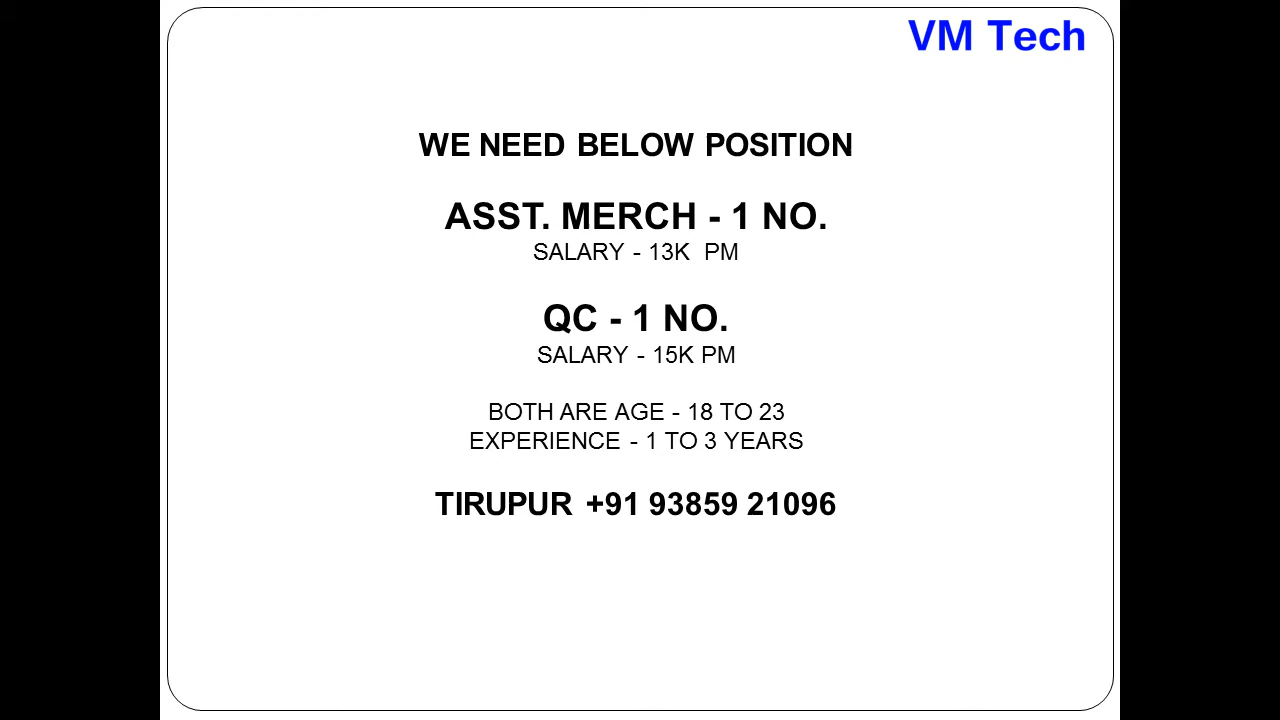 VM Tech
WE NEED BELOW POSITION
ASST. MERCH - 1 NO.
SALARY - 13K  PM
QC - 1 NO.
SALARY - 15K PM
BOTH ARE AGE - 18 TO 23
EXPERIENCE - 1 TO 3 YEARS
TIRUPUR +91 93859 21096